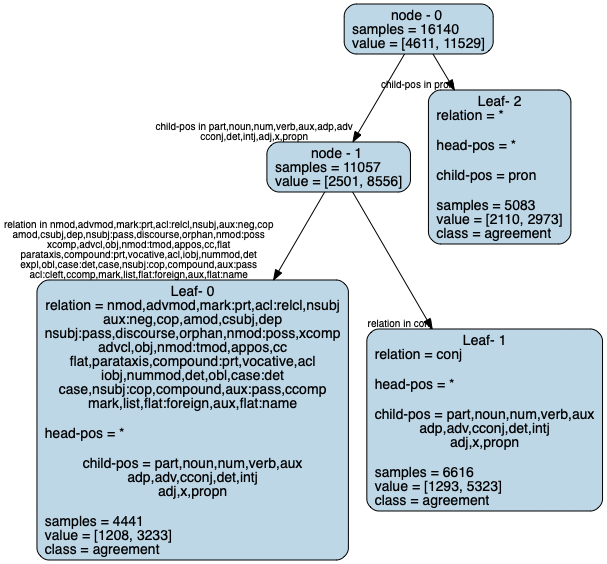 node - 0
samples = 16140
value = [4611, 11529]
child-pos in pron
child-pos in part,noun,num,verb,aux,adp,adv
cconj,det,intj,adj,x,propn
Leaf- 2
relation = *
head-pos = *
child-pos = pron
samples = 5083
value = [2110, 2973]
class = agreement
node - 1
samples = 11057
value = [2501, 8556]
relation in nmod,advmod,mark:prt,acl:relcl,nsubj,aux:neg,cop
amod,csubj,dep,nsubj:pass,discourse,orphan,nmod:poss
xcomp,advcl,obj,nmod:tmod,appos,cc,flat
parataxis,compound:prt,vocative,acl,iobj,nummod,det
expl,obl,case:det,case,nsubj:cop,compound,aux:pass
acl:cleft,ccomp,mark,list,flat:foreign,aux,flat:name
Leaf- 0
relation = nmod,advmod,mark:prt,acl:relcl,nsubj
aux:neg,cop,amod,csubj,dep
nsubj:pass,discourse,orphan,nmod:poss,xcomp
advcl,obj,nmod:tmod,appos,cc
flat,parataxis,compound:prt,vocative,acl
iobj,nummod,det,obl,case:det
case,nsubj:cop,compound,aux:pass,ccomp
mark,list,flat:foreign,aux,flat:name
head-pos = *
child-pos = part,noun,num,verb,aux
adp,adv,cconj,det,intj
adj,x,propn
samples = 4441
value = [1208, 3233]
class = agreement
relation in conj
Leaf- 1
relation = conj
head-pos = *
child-pos = part,noun,num,verb,aux
adp,adv,cconj,det,intj
adj,x,propn
samples = 6616
value = [1293, 5323]
class = agreement